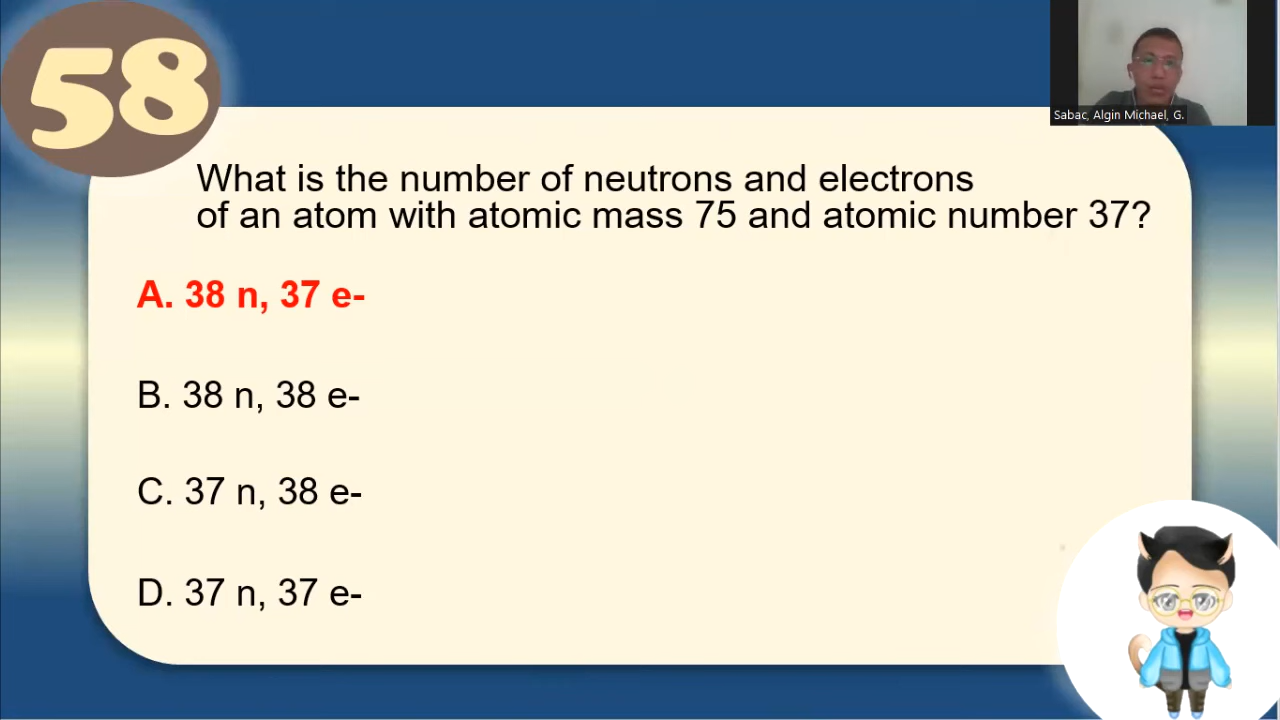 58
Sabac, Algin Michael, G.
What is the number of neutrons and electrons
of an atom with atomic mass 75 and atomic number 37?
A. 38 n, 37 e-
B. 38 n, 38 e-
C. 37 n, 38 e-
D. 37 n, 37 e-